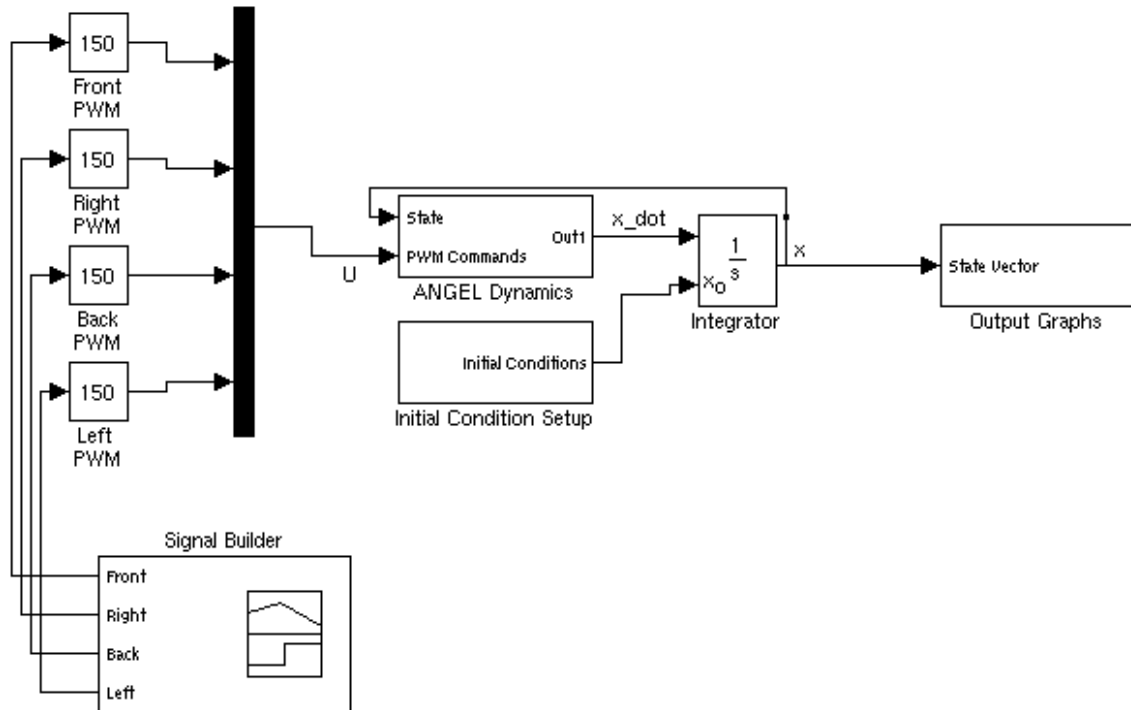 150
Front
PWM
150
Right
PWM
150
Back
PWM
150
Left
PWM
U
State
PWM Commands
Out1
ANGEL Dynamics
x_dot
1
s
xo
Integrator
x
State Vector
Output Graphs
Initial Conditions
Initial Condition Setup
Signal Builder
Front
Right
Back
Left